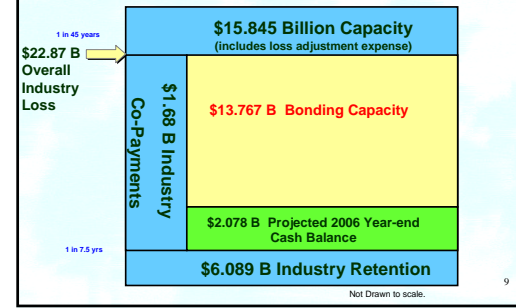 1 in 45 years
$15.845 Billion Capacity
(includes loss adjustment expense)
$22.87 B
Overall
Industry
Loss
$1.68 B Industry
Co-Payments
$13.767 B  Bonding Capacity
$2.078 B  Projected 2006 Year-end
Cash Balance
1 in 7.5 yrs
$6.089 B Industry Retention
Not Drawn to scale.
9